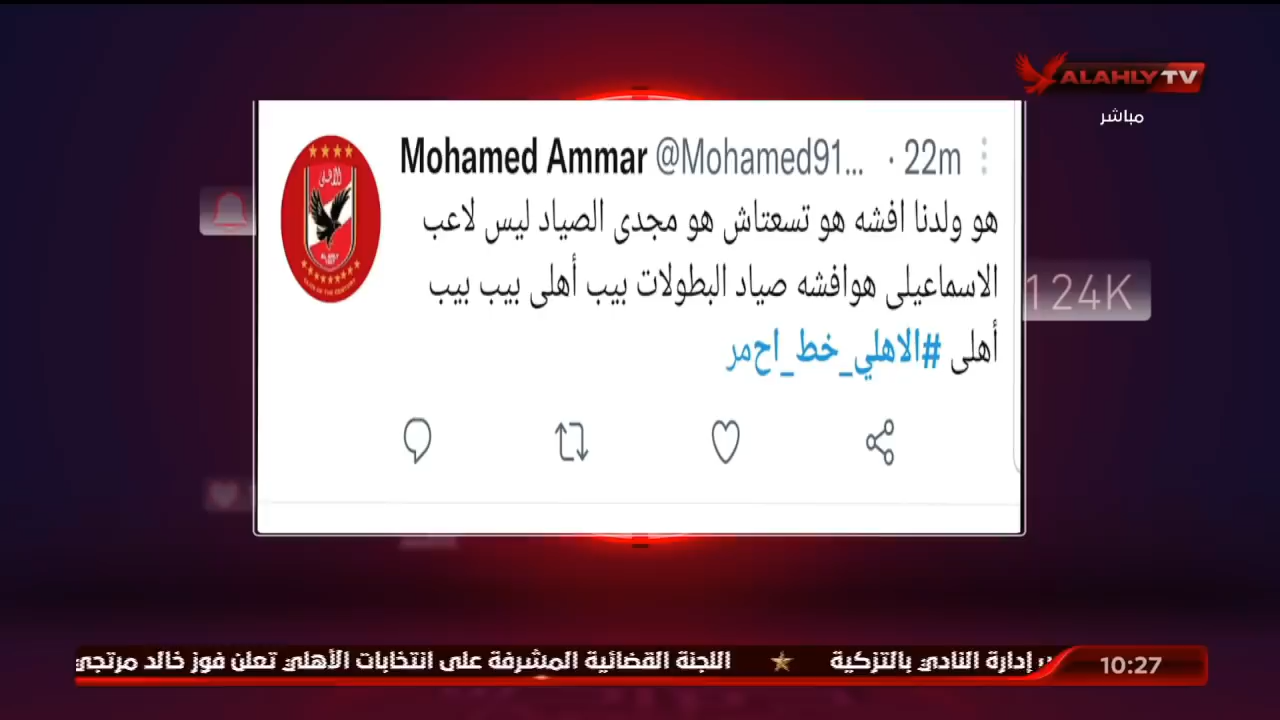 ALAHLY TV
مباشر
Mohamed Ammar @Mohamed91... · 22m
هو ولدنا افشه هو تسعتاش هو مجدى الصياد ليس لاعب
الاسماعيلى هوافشه صياد البطولات بيب أهلى بيب بيب
أهلى #الاهلي_خط_احمر
124K
إدارة النادي بالتزكية ★ اللجنة القضائية المشرفة على انتخابات الأهلي تعلن فوز خالد مرتجي
10:27